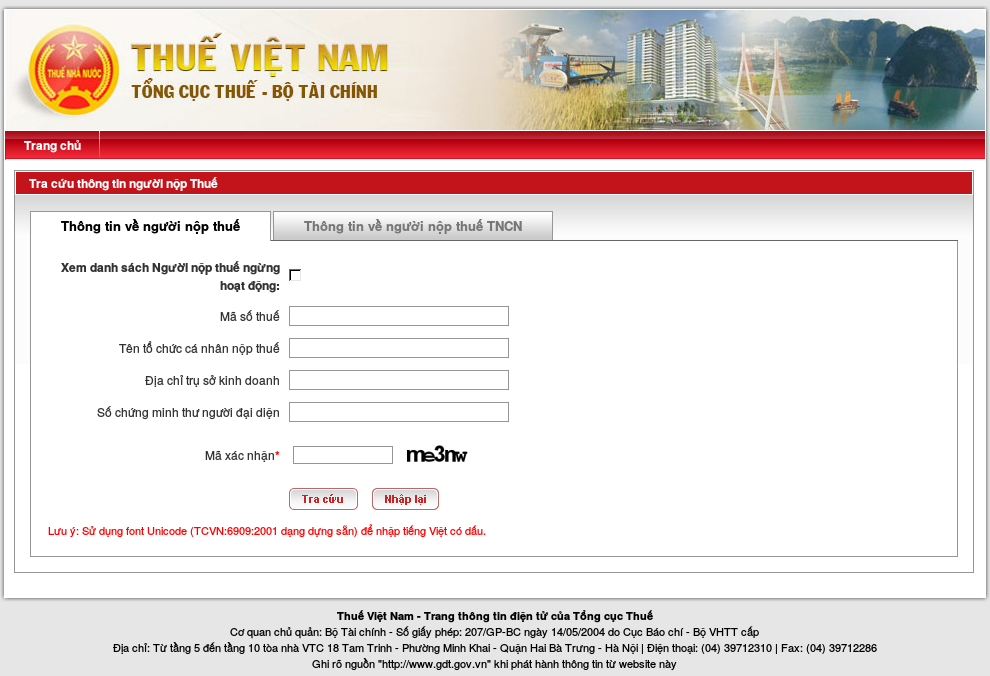 THUẾ NHÀ NƯỚC
THUẾ VIỆT NAM
TỔNG CỤC THUẾ - BỘ TÀI CHÍNH
Trang chủ
Tra cứu thông tin người nộp Thuế
Thông tin về người nộp thuế
Thông tin về người nộp thuế TNCN
Xem danh sách Người nộp thuế ngừng
hoạt động:
Mã số thuế
Tên tổ chức cá nhân nộp thuế
Địa chỉ trụ sở kinh doanh
Số chứng minh thư người đại diện
Mã xác nhận*
me3nw
Tra cứu
Nhập lại
Lưu ý: Sử dụng font Unicode (TCVN:6909:2001 dạng dựng sẵn) để nhập tiếng Việt có dấu.
Thuế Việt Nam - Trang thông tin điện tử của Tổng cục Thuế
Cơ quan chủ quản: Bộ Tài chính - Số giấy phép: 207/GP-BC ngày 14/05/2004 do Cục Báo chí - Bộ VHTT cấp
Địa chỉ: Từ tầng 5 đến tầng 10 tòa nhà VTC 18 Tam Trinh - Phường Minh Khai - Quận Hai Bà Trưng - Hà Nội | Điện thoại: (04) 39712310 | Fax: (04) 39712286
Ghi rõ nguồn "http://www.gdt.gov.vn" khi phát hành thông tin từ website này